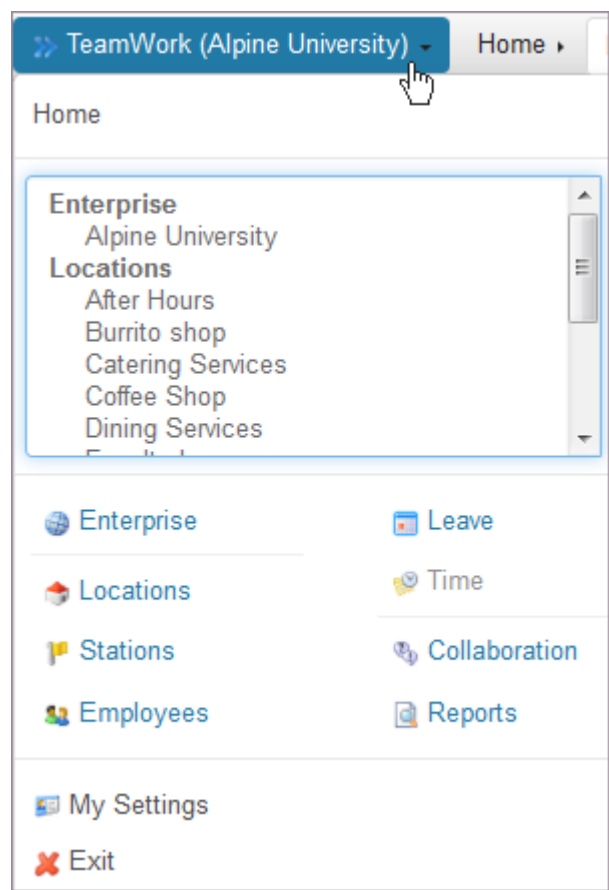 TeamWork (Alpine University)
Home
Home
Enterprise
Alpine University
Locations
After Hours
Burrito shop
Catering Services
Coffee Shop
Dining Services
Enterprise
Leave
Locations
Time
Stations
Collaboration
Employees
Reports
My Settings
Exit